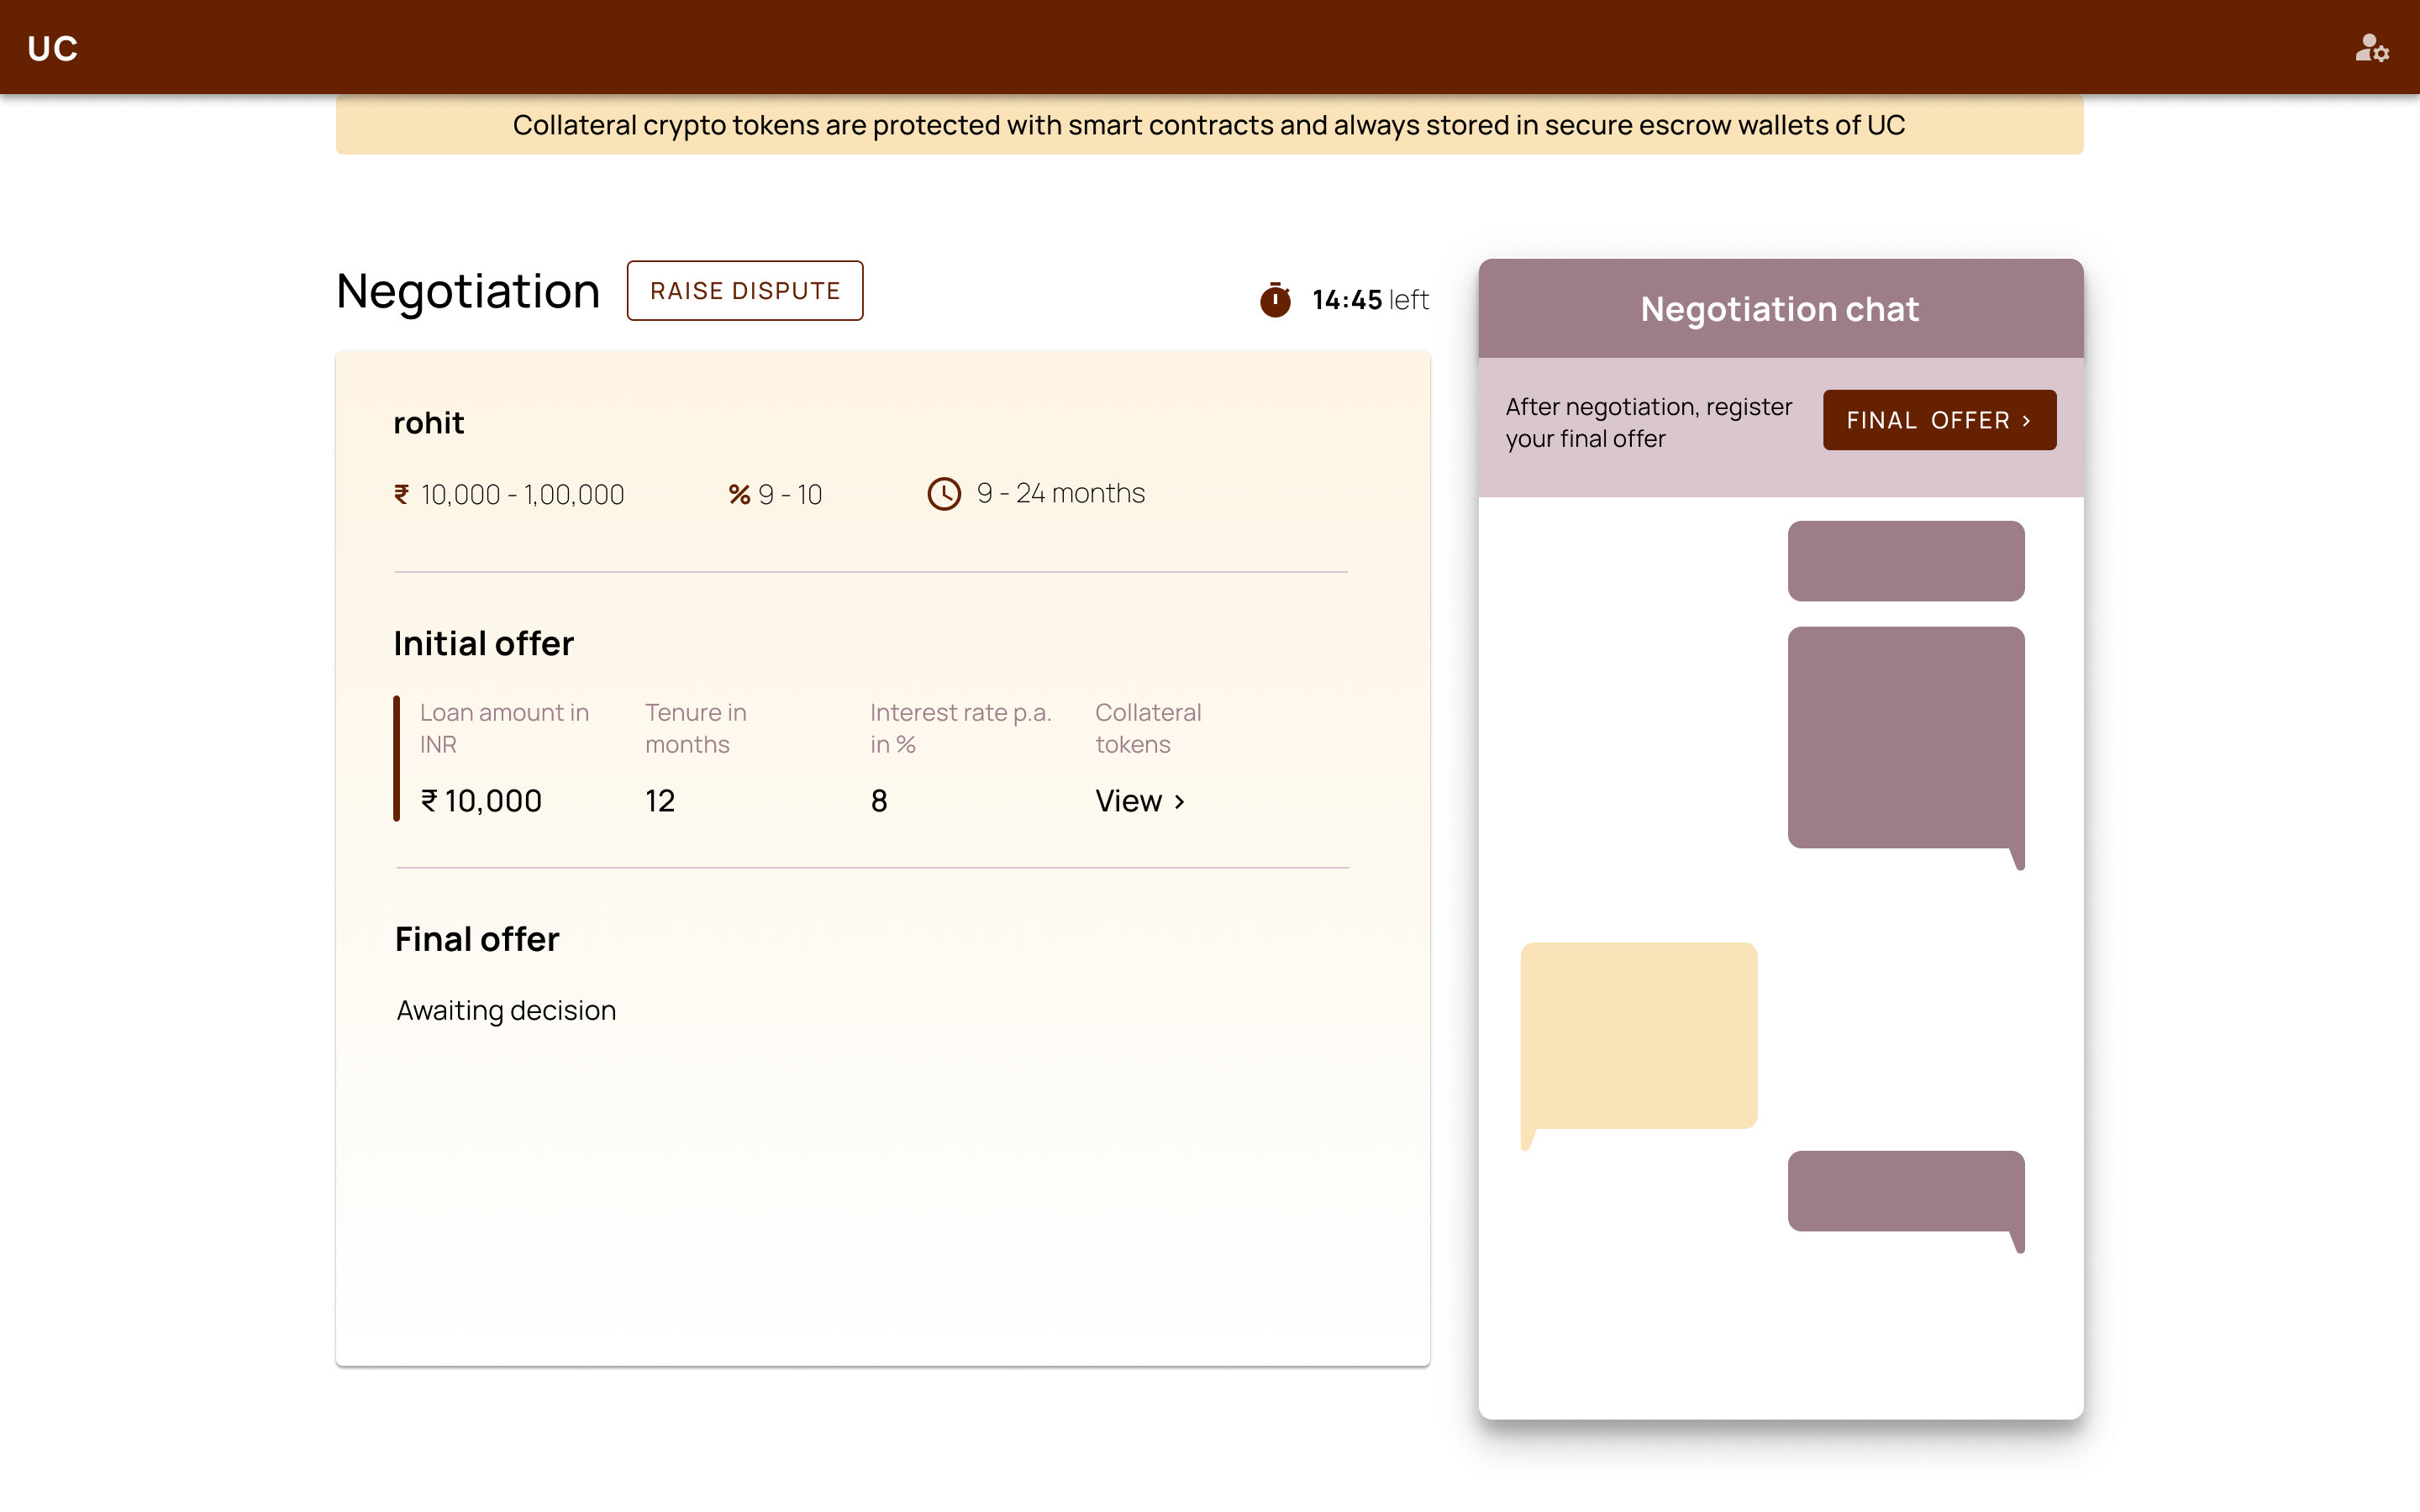 UC
Collateral crypto tokens are protected with smart contracts and always stored in secure escrow wallets of UC
Negotiation
RAISE DISPUTE
14:45 left
rohit
₹ 10,000 - 1,00,000
% 9 - 10
9 - 24 months
Initial offer
Loan amount in
INR
₹ 10,000
Tenure in
months
12
Interest rate p.a.
in %
8
Collateral
tokens
View ›
Final offer
Awaiting decision
Negotiation chat
After negotiation, register
your final offer
FINAL OFFER ›